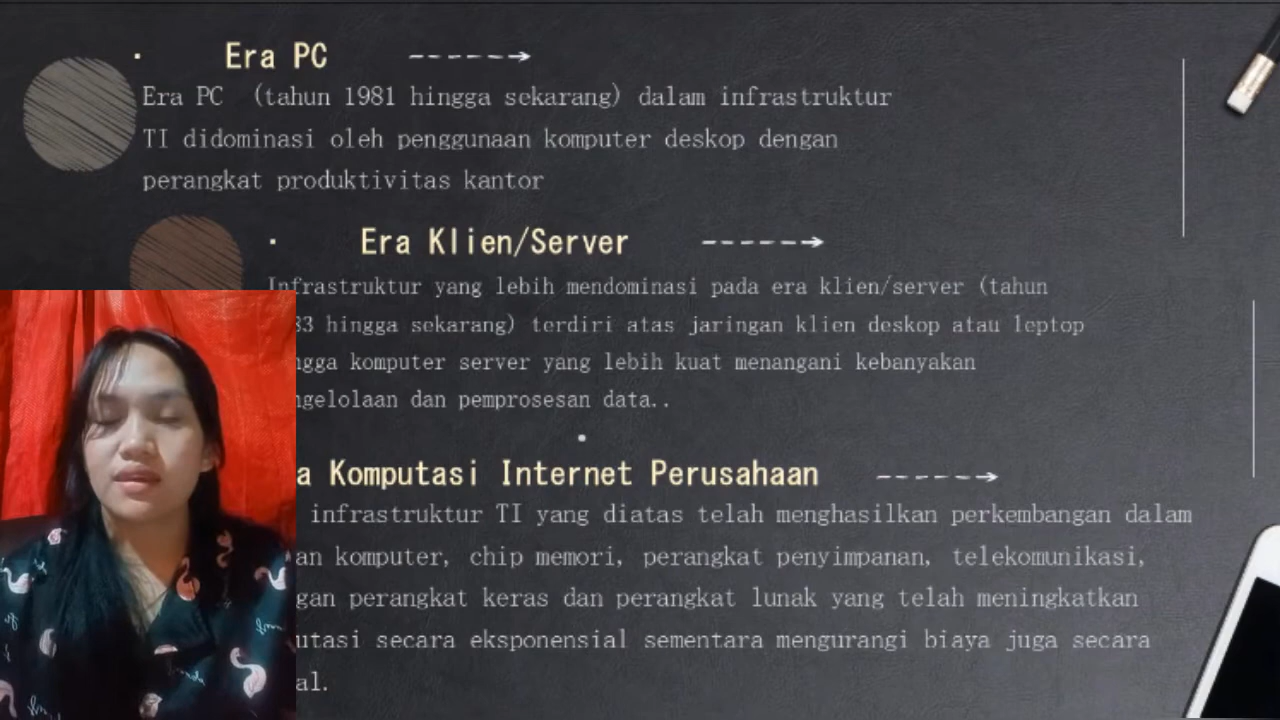 Era PC
Era PC (tahun 1981 hingga sekarang) dalam infrastruktur
TI didominasi oleh penggunaan komputer deskop dengan
perangkat produktivitas kantor
Era Klien/Server
Infrastruktur yang lebih mendominasi pada era klien/server (tahun
hingga sekarang) terdiri atas jaringan klien deskop atau leptop
komputer server yang lebih kuat menangani kebanyakan
dan pemprosesan data..
Komputasi Internet Perusahaan
infrastruktur TI yang diatas telah menghasilkan perkembangan dalam
komputer, chip memori, perangkat penyimpanan, telekomunikasi,
perangkat keras dan perangkat lunak yang telah meningkatkan
secara eksponensial sementara mengurangi biaya juga secara